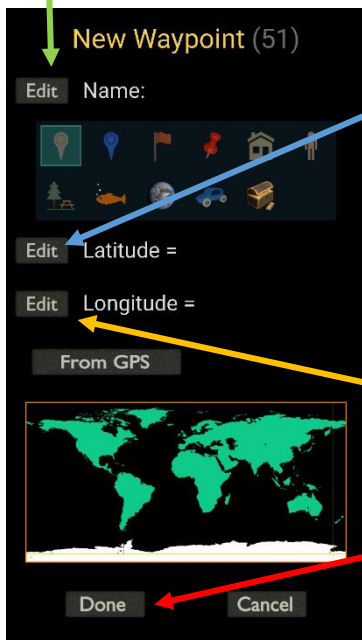 New Waypoint (51)
Edit Name:
Edit Latitude =
Edit Longitude =
From GPS
Done Cancel